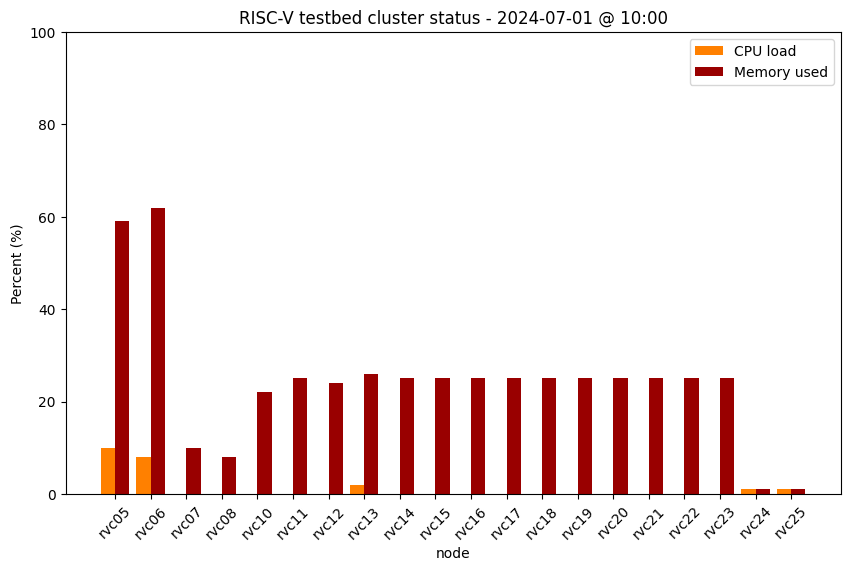 RISC-V testbed cluster status - 2024-07-01 @ 10:00
CPU load
Memory used
Percent (%)
100
80
60
40
20
0
rvc05
rvc06
rvc07
rvc08
rvc10
rvc11
rvc12
rvc13
rvc14
rvc15
rvc16
rvc17
rvc18
rvc19
rvc20
rvc21
rvc22
rvc23
rvc24
rvc25
node